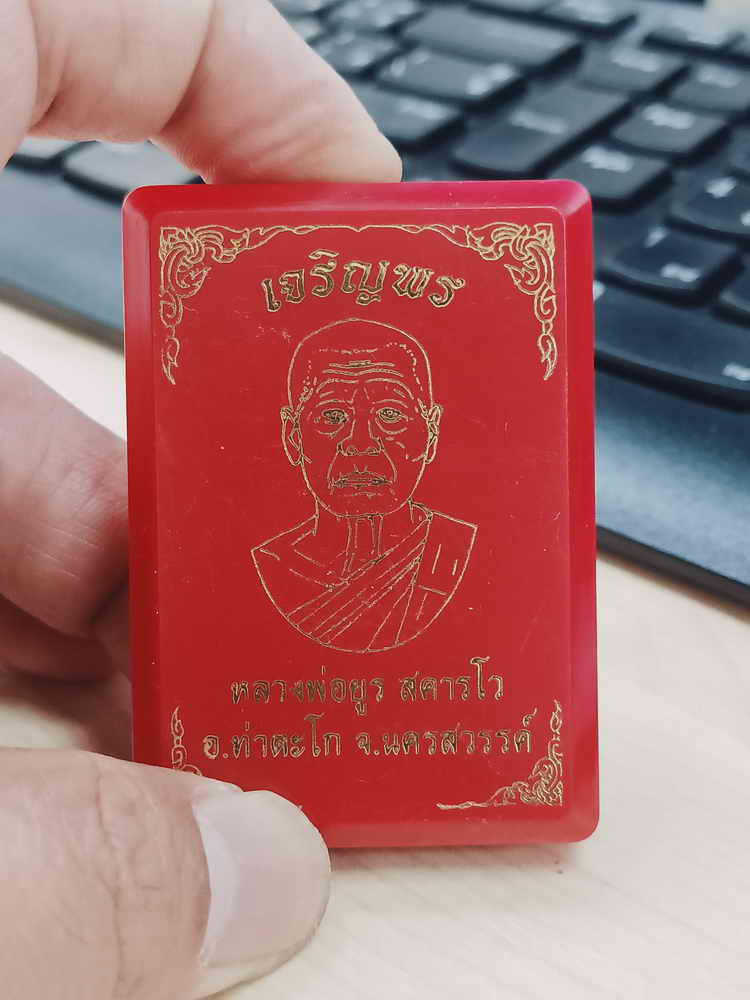 เจริญพร
หลวงพ่อยูร สคารโว
อ.ท่าตะโก จ.นครสวรรค์